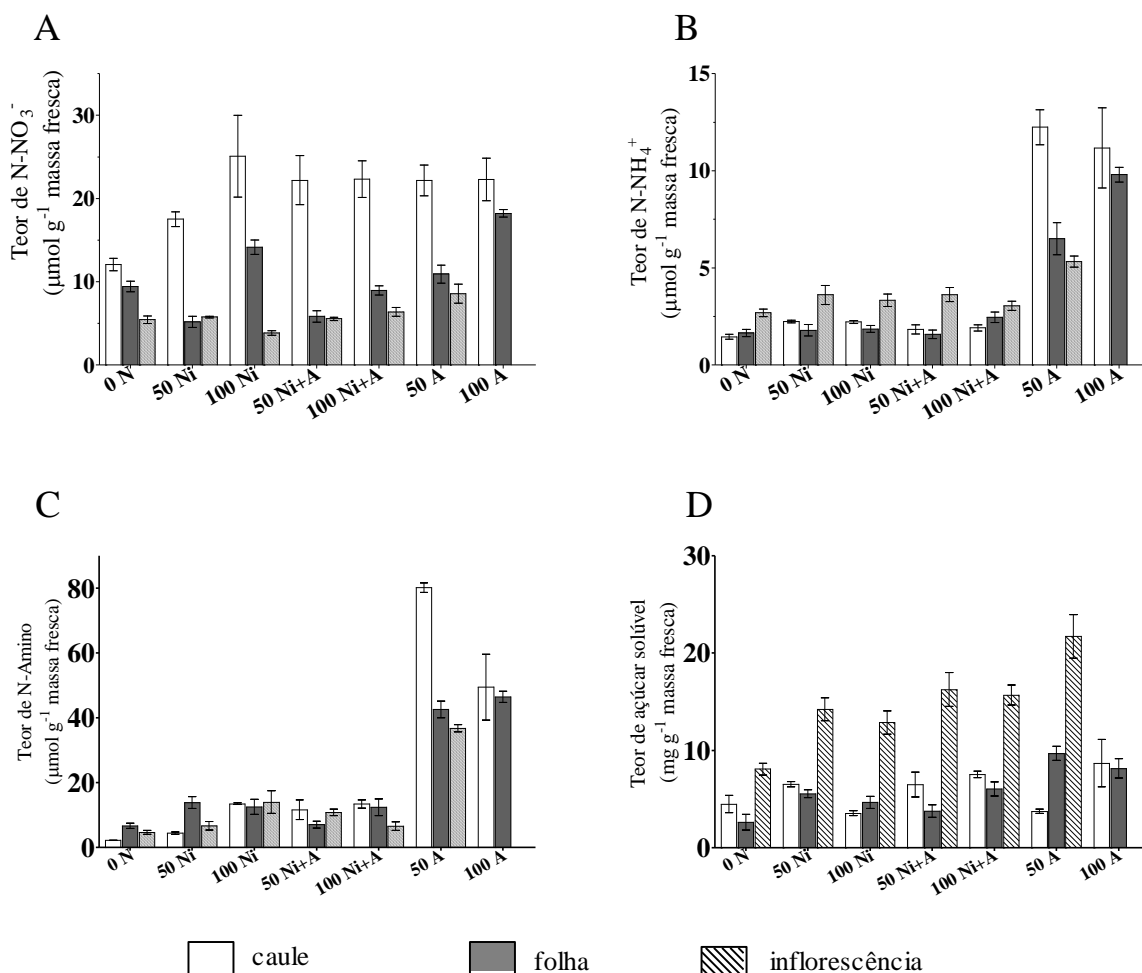 A
Teor de N-NO₃⁻
(μmol g⁻¹ massa fresca)
30
20
10
0
0 N
50 Ni
100 Ni
50 Ni+A
100 Ni+A
50 A
100 A
B
Teor de N-NH₄⁺
(μmol g⁻¹ massa fresca)
15
10
5
0
0 N
50 Ni
100 Ni
50 Ni+A
100 Ni+A
50 A
100 A
C
Teor de N-Amino
(μmol g⁻¹ massa fresca)
80
60
40
20
0
0 N
50 Ni
100 Ni
50 Ni+A
100 Ni+A
50 A
100 A
D
Teor de açúcar solúvel
(mg g⁻¹ massa fresca)
30
20
10
0
0 N
50 Ni
100 Ni
50 Ni+A
100 Ni+A
50 A
100 A
caule
folha
inflorescência